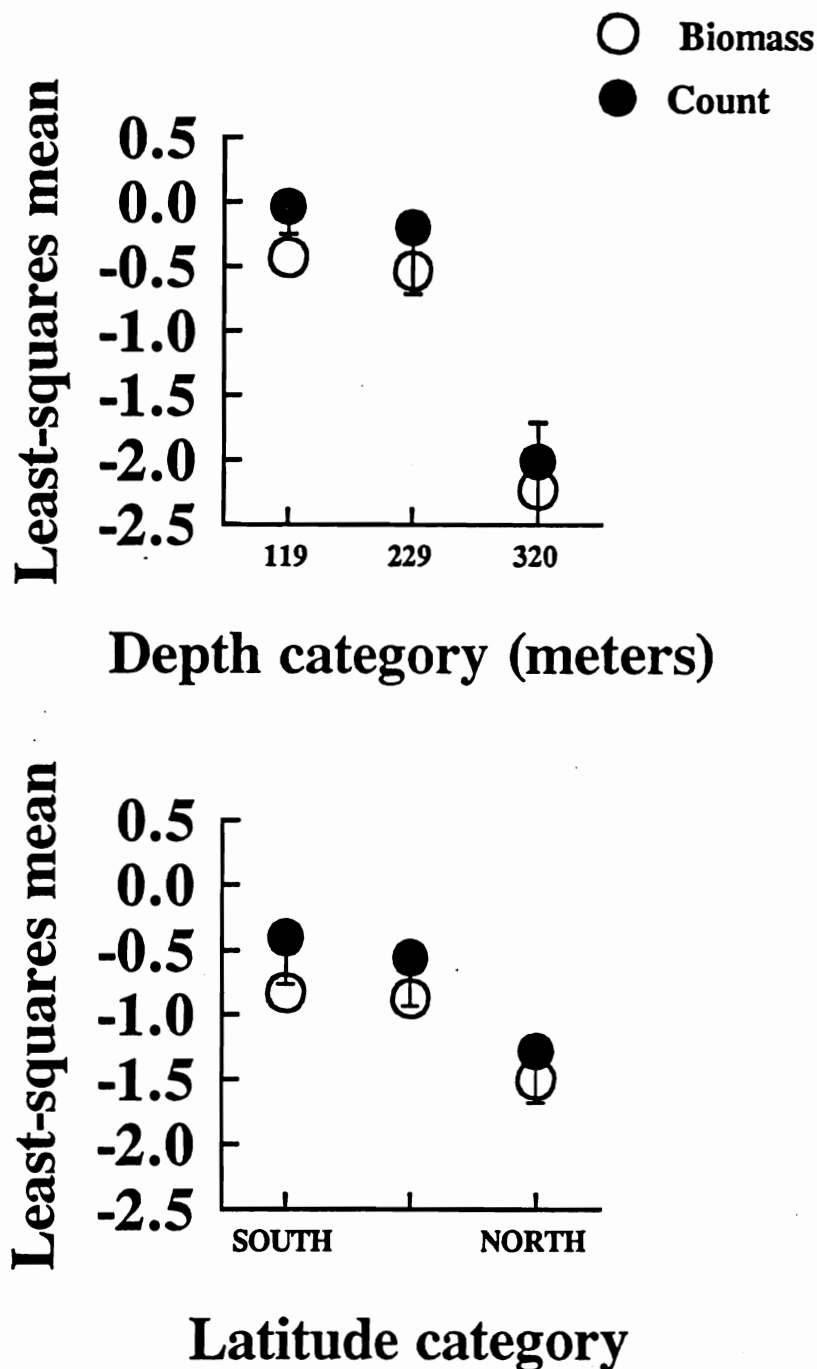 Biomass
Count
Least-squares mean
0.5
0.0
-0.5
-1.0
-1.5
-2.0
-2.5
119 229 320
Depth category (meters)
Least-squares mean
0.5
0.0
-0.5
-1.0
-1.5
-2.0
-2.5
SOUTH NORTH
Latitude category